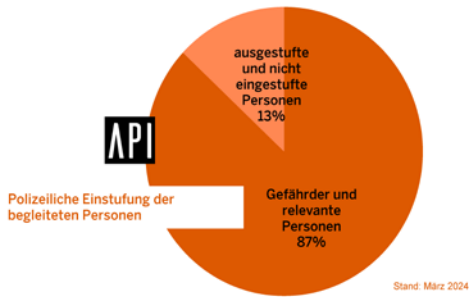 ausgestufte
und nicht
eingestufte
Personen
13%
API
Polizeiliche Einstufung der
begleiteten Personen
Gefährder und
relevante
Personen
87%
Stand: März 2024